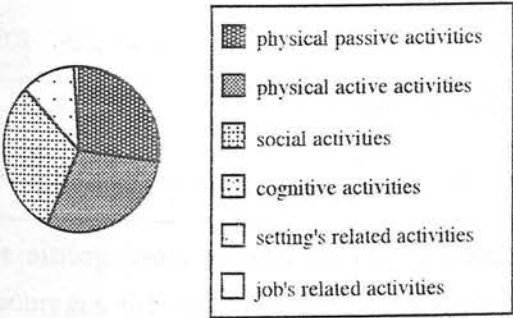 physical passive activities
physical active activities
social activities
cognitive activities
setting's related activities
job's related activities